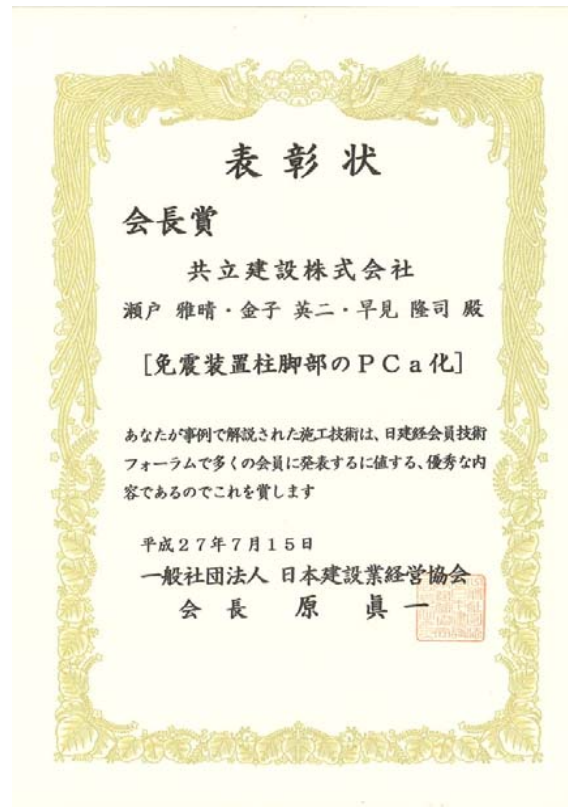 表彰状
会長賞
共立建設株式会社
瀬戸 雅晴・金子 英二・早見 隆司 殿
［免震装置柱脚部のＰＣａ化］
あなたが事例で解説された施工技術は、日建経会員技術
フォーラムで多くの会員に発表するに値する、優秀な内
容であるのでこれを賞します
平成２７年７月１５日
一般社団法人 日本建設業経営協会
会長 原 眞一